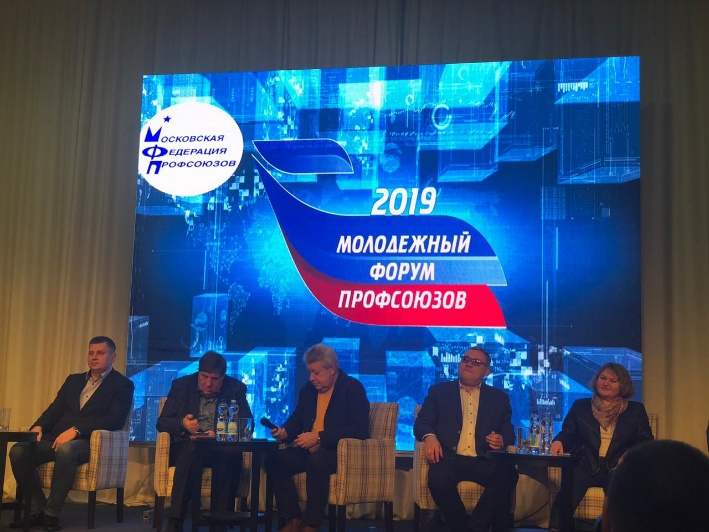 Московская
Федерация
Профсоюзов
2019
МОЛОДЕЖНЫЙ
ФОРУМ
ПРОФСОЮЗОВ